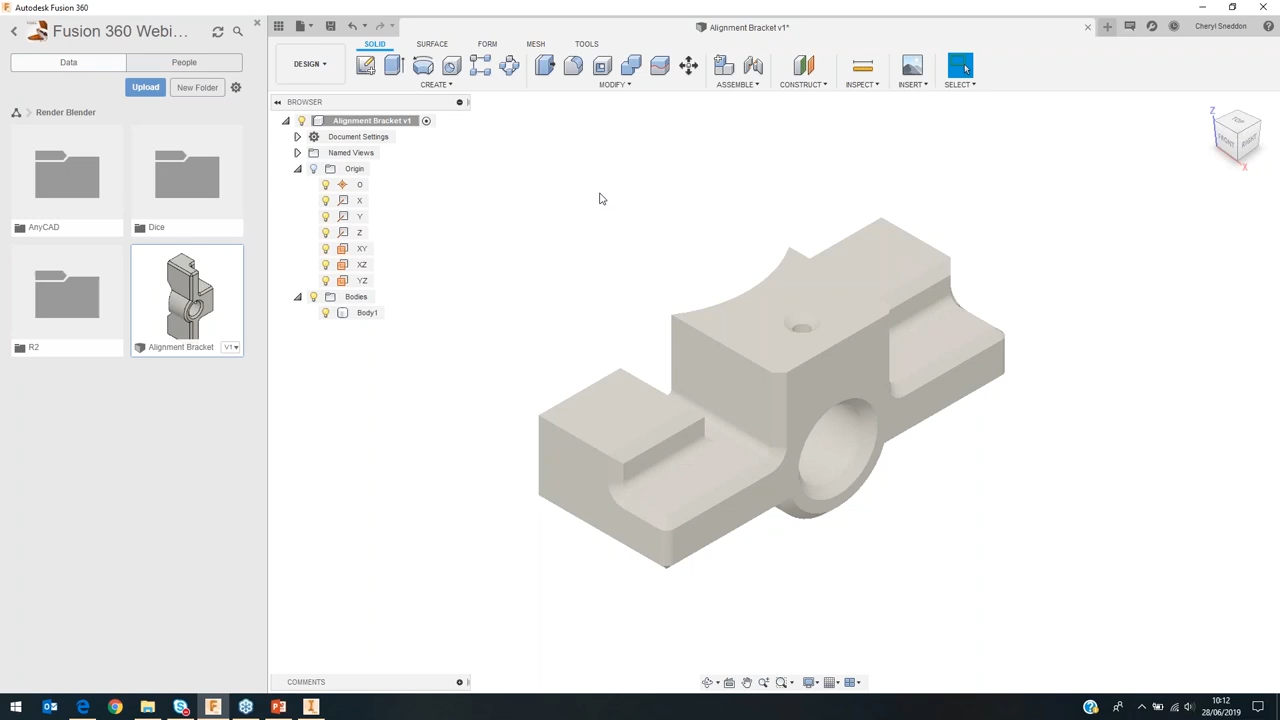 Autodesk Fusion 360
Fusion 360 Webi...
Data
People
Upload
New Folder
Render Blender
AnyCAD
Dice
R2
Alignment Bracket
V1
Alignment Bracket v1*
Cheryl Sneddon
SOLID
SURFACE
FORM
MESH
TOOLS
DESIGN
CREATE
MODIFY
ASSEMBLE
CONSTRUCT
INSPECT
INSERT
SELECT
BROWSER
Alignment Bracket v1
Document Settings
Named Views
Origin
O
X
Y
Z
XY
XZ
YZ
Bodies
Body1
Z
TOP
FRONT
RIGHT
X
COMMENTS
10:12
28/06/2019